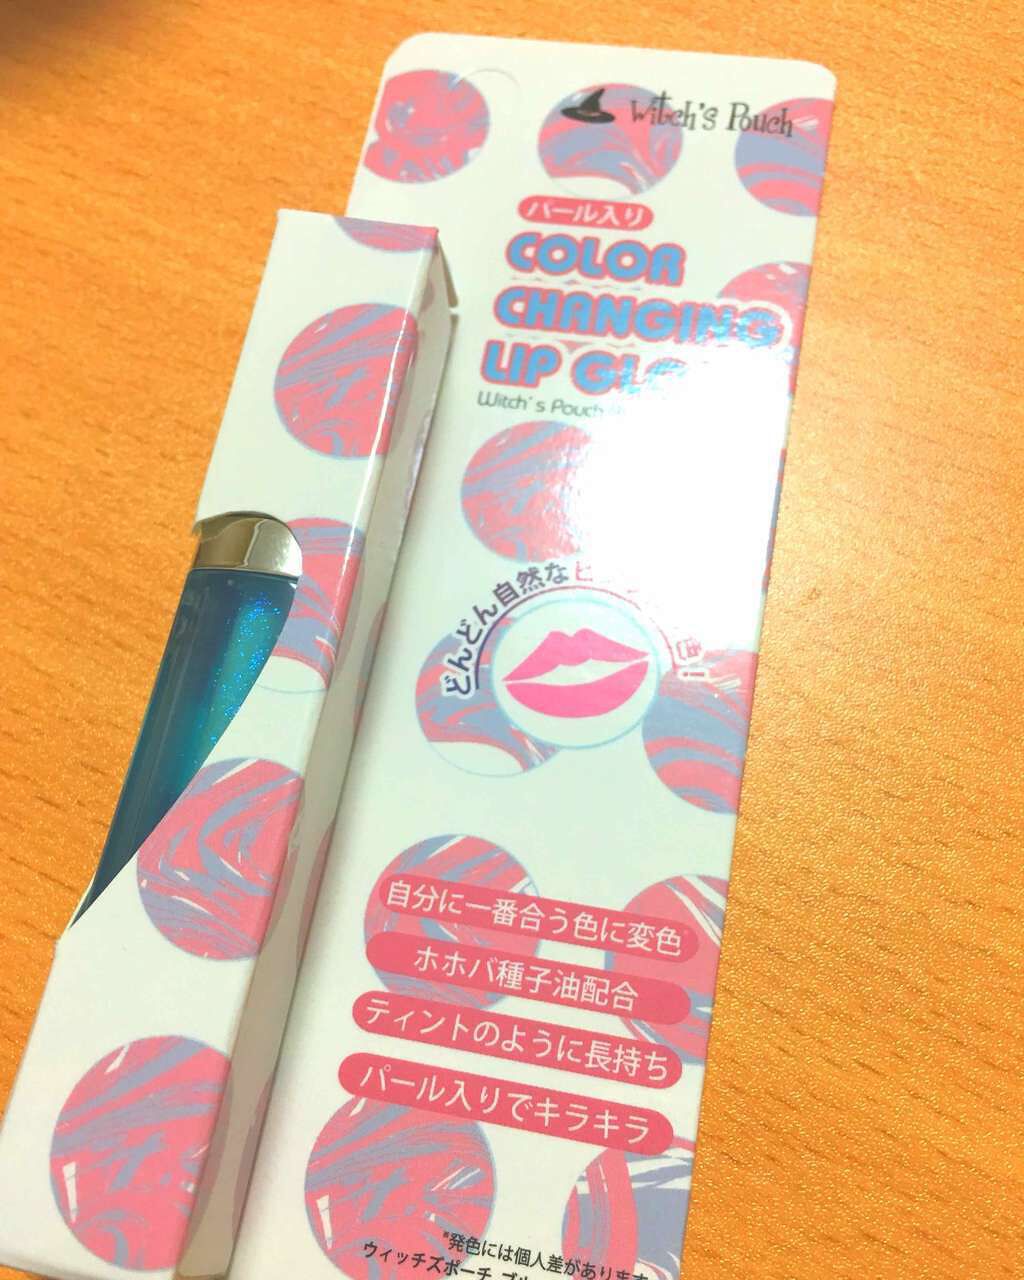 Witch's Pouch
パール入り
COLOR
CHANGING
LIP
Witch's Pouch
どんどん自然な
自分に一番合う色に変色
ホホバ種子油配合
ティントのように長持ち
パール入りでキラキラ
*発色には個人差があります
ウィッチズポーチ